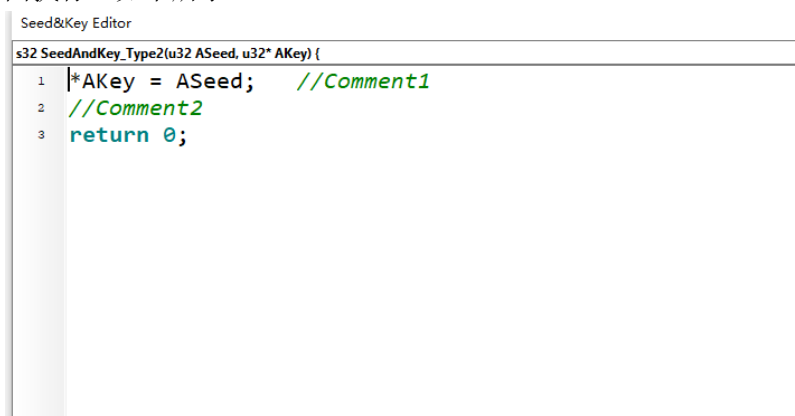 Seed&Key Editor
s32 SeedAndKey_Type2(u32 ASeed, u32* AKey) {
1 *AKey = ASeed; //Comment1
2 //Comment2
3 return 0;